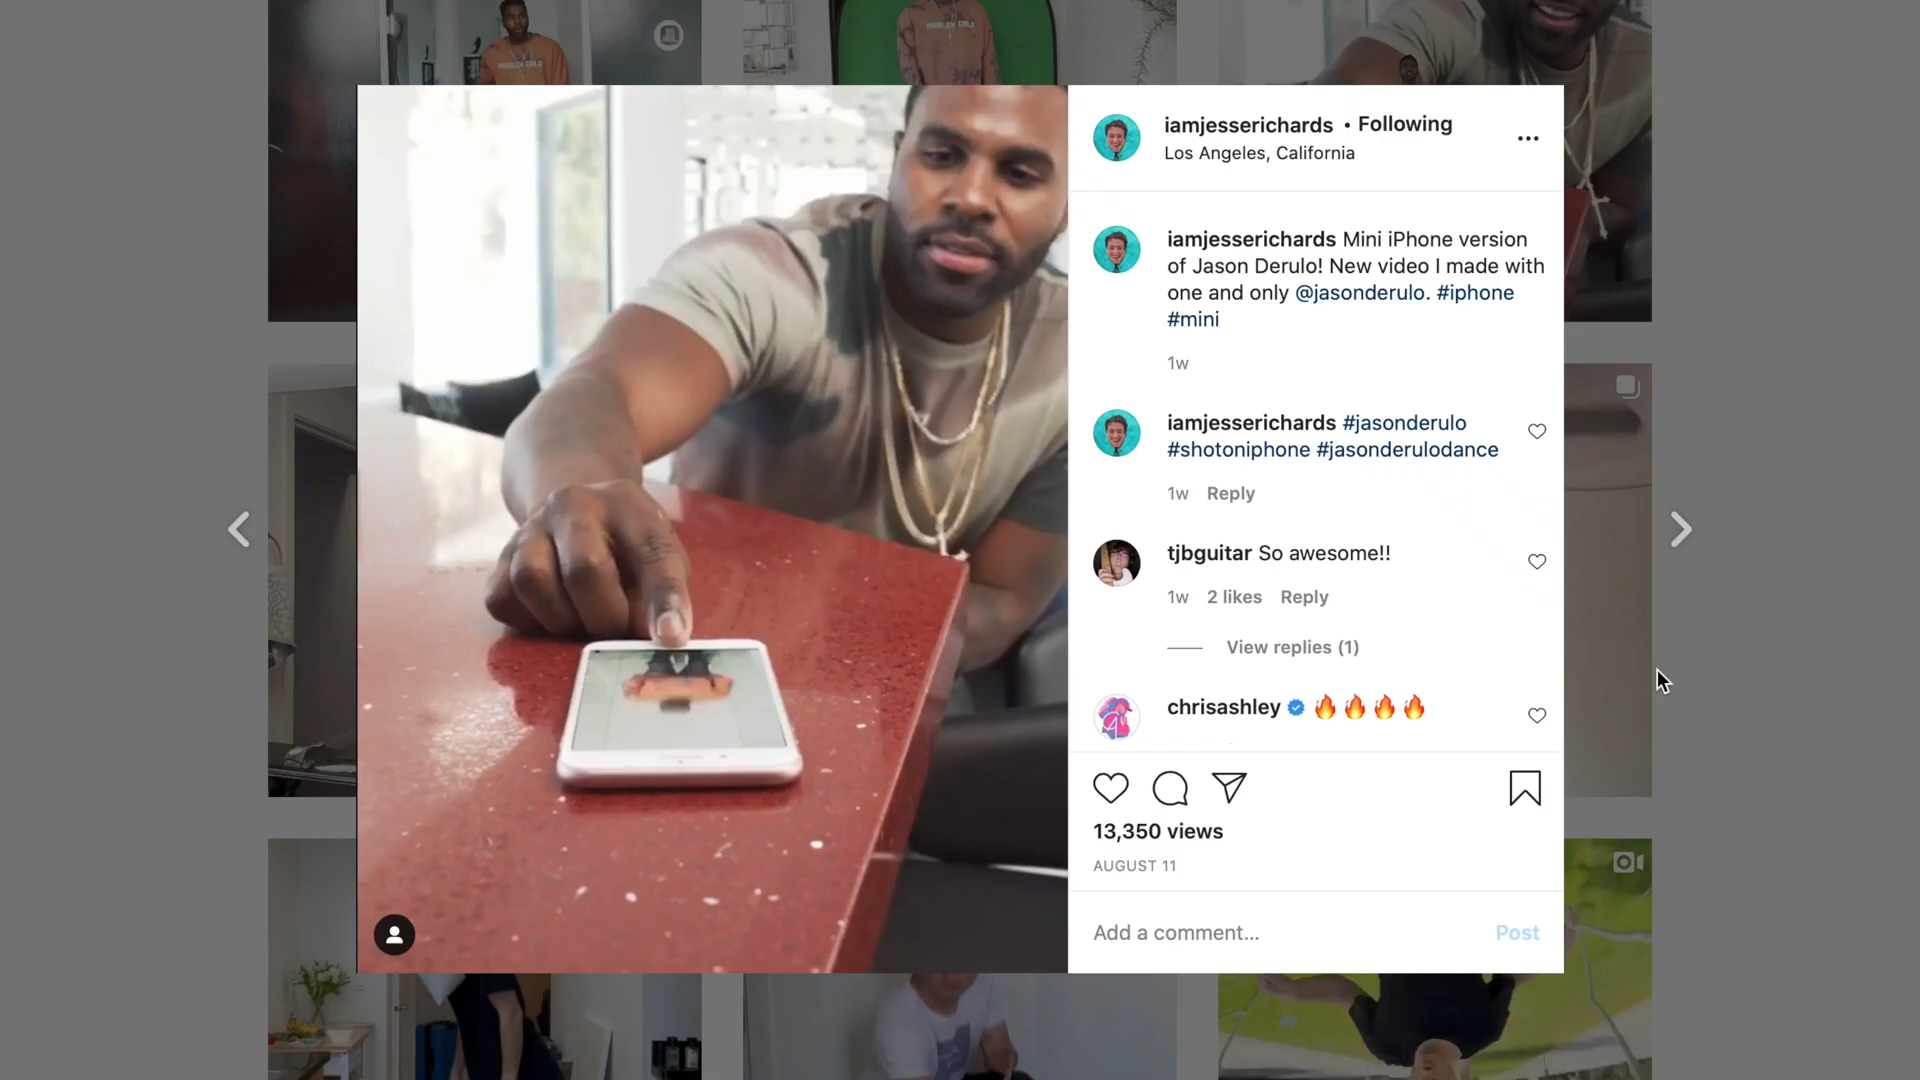 iamjesserichards • Following
Los Angeles, California
iamjesserichards Mini iPhone version
of Jason Derulo! New video I made with
one and only @jasonderulo. #iphone
#mini
1w
iamjesserichards #jasonderulo
#shotoniphone #jasonderulodance
1w Reply
tjbguitar So awesome!!
1w 2 likes Reply
View replies (1)
chrisashley 🔥🔥🔥🔥
13,350 views
AUGUST 11
Add a comment... Post